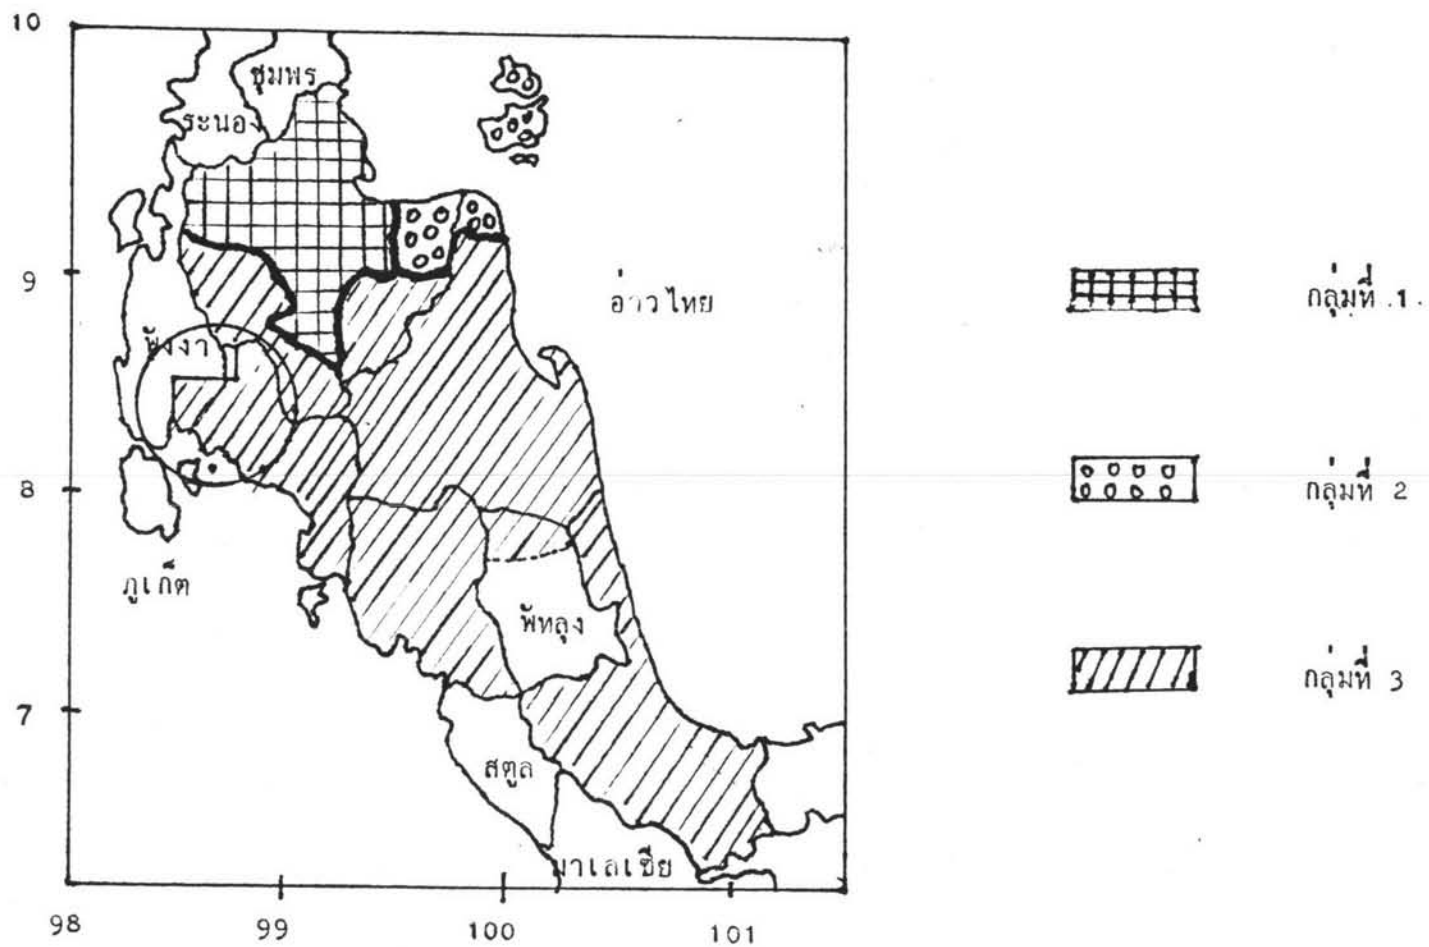 10
ชุมพร
ระนอง
9
อ่าวไทย
กลุ่มที่ 1
พังงา
8
กลุ่มที่ 2
ภูเก็ต
พัทลุง
กลุ่มที่ 3
7
สตูล
มาเลเซีย
98 99 100 101